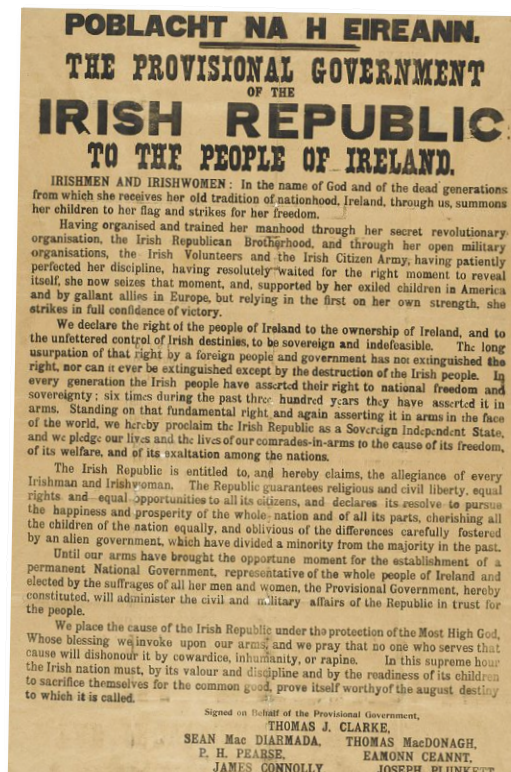 POBLACHT NA H EIREANN.
THE PROVISIONAL GOVERNMENT
OF THE
IRISH REPUBLIC
TO THE PEOPLE OF IRELAND.
IRISHMEN AND IRISHWOMEN: In the name of God and of the dead generations
from which she receives her old tradition of nationhood, Ireland, through us, summons
her children to her flag and strikes for her freedom.
Having organised and trained her manhood through her secret revolutionary
organisation, the Irish Republican Brotherhood, and through her open military
organisations, the Irish Volunteers and the Irish Citizen Army, having patiently
perfected her discipline, having resolutely waited for the right moment to reveal
itself, she now seizes that moment, and, supported by her exiled children in America
and by gallant allies in Europe, but relying in the first on her own strength, she
strikes in full confidence of victory.
We declare the right of the people of Ireland to the ownership of Ireland, and to
the unfettered control of Irish destinies, to be sovereign and indefeasible. The long
usurpation of that right by a foreign people and government has not extinguished the
right, nor can it ever be extinguished except by the destruction of the Irish people. In
every generation the Irish people have asserted their right to national freedom and
sovereignty; six times during the past three hundred years they have asserted it in
arms. Standing on that fundamental right and again asserting it in arms in the face
of the world, we hereby proclaim the Irish Republic as a Sovereign Independent State,
and we pledge our lives and the lives of our comrades-in-arms to the cause of its freedom,
of its welfare, and of its exaltation among the nations.
The Irish Republic is entitled to, and hereby claims, the allegiance of every
Irishman and Irishwoman. The Republic guarantees religious and civil liberty, equal
rights and equal opportunities to all its citizens, and declares its resolve to pursue
the happiness and prosperity of the whole nation and of all its parts, cherishing all
the children of the nation equally, and oblivious of the differences carefully fostered
by an alien government, which have divided a minority from the majority in the past.
Until our arms have brought the opportune moment for the establishment of a
permanent National Government, representative of the whole people of Ireland and
elected by the suffrages of all her men and women, the Provisional Government, hereby
constituted, will administer the civil and military affairs of the Republic in trust for
the people.
We place the cause of the Irish Republic under the protection of the Most High God,
Whose blessing we invoke upon our arms, and we pray that no one who serves that
cause will dishonour it by cowardice, inhumanity, or rapine. In this supreme hour
the Irish nation must, by its valour and discipline and by the readiness of its children
to sacrifice themselves for the common good, prove itself worthy of the august destiny
to which it is called.
Signed on Behalf of the Provisional Government,
THOMAS J. CLARKE,
SEAN Mac DIARMADA, THOMAS MacDONAGH,
P. H. PEARSE, EAMONN CEANNT,
JAMES CONNOLLY JOSEPH PLUNKETT